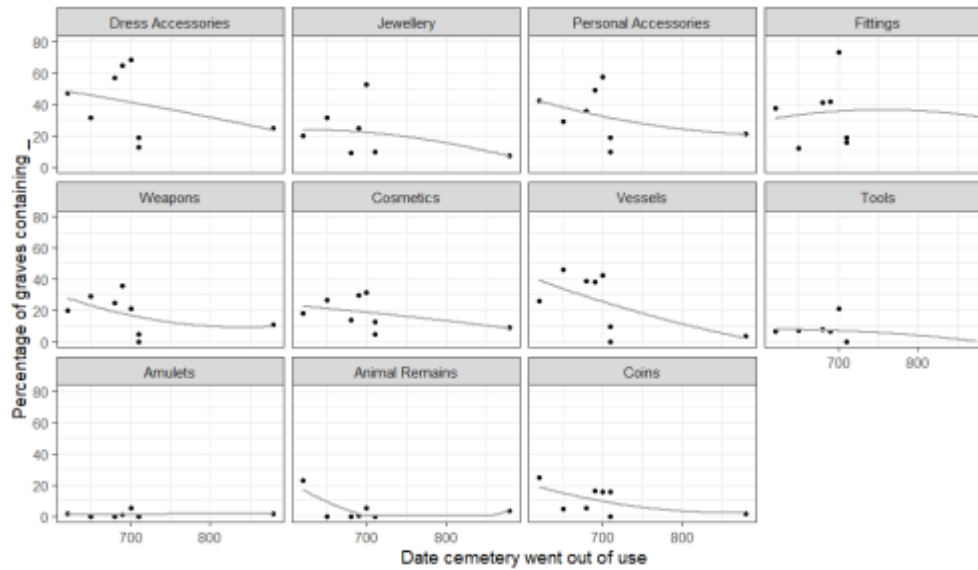 Dress Accessories Jewellery Personal Accessories Fittings
80
60
40
20
0
Weapons Cosmetics Vessels Tools
80
60
40
20
0
700 800
Amulets Animal Remains Coins
80
60
40
20
0
700 800 700 800 700 800
Percentage of graves containing _
Date cemetery went out of use